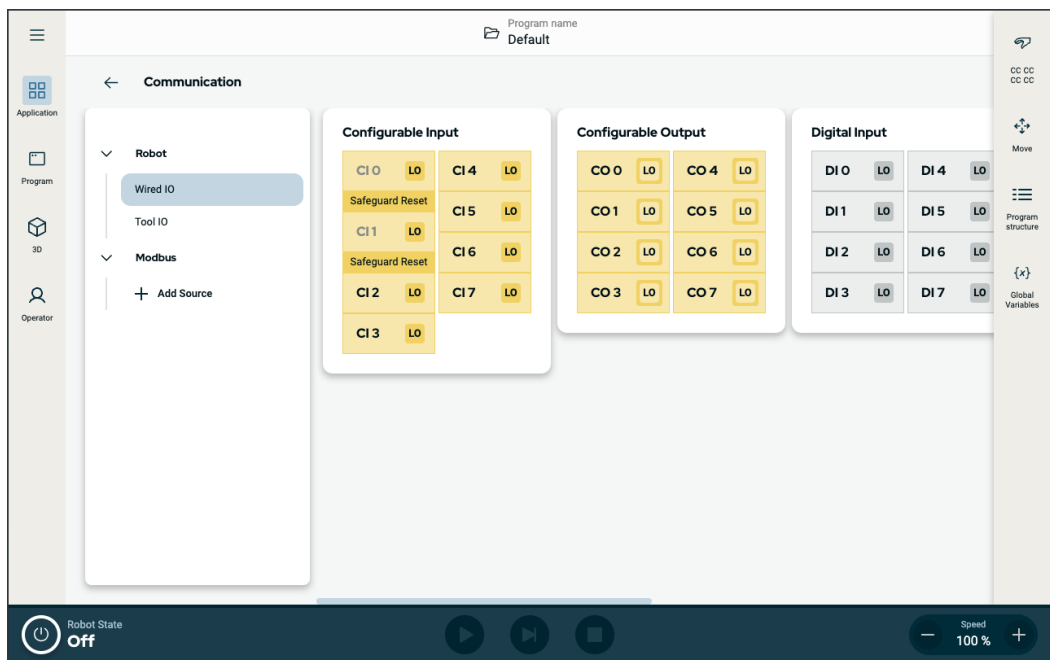 Program name
Default
Application
Program
3D
Operator
Communication
Robot
Wired IO
Tool IO
Modbus
Add Source
Configurable Input
CI 0 LO CI 4 LO
Safeguard Reset
CI 5 LO
CI 1 LO
CI 6 LO
Safeguard Reset
CI 2 LO CI 7 LO
CI 3 LO
Configurable Output
CO 0 LO CO 4 LO
CO 1 LO CO 5 LO
CO 2 LO CO 6 LO
CO 3 LO CO 7 LO
Digital Input
DI 0 LO DI 4 LO
DI 1 LO DI 5 LO
DI 2 LO DI 6 LO
DI 3 LO DI 7 LO
CC CC
CC CC
Move
Program
structure
{x}
Global
Variables
Robot State
Off
Speed
100 %